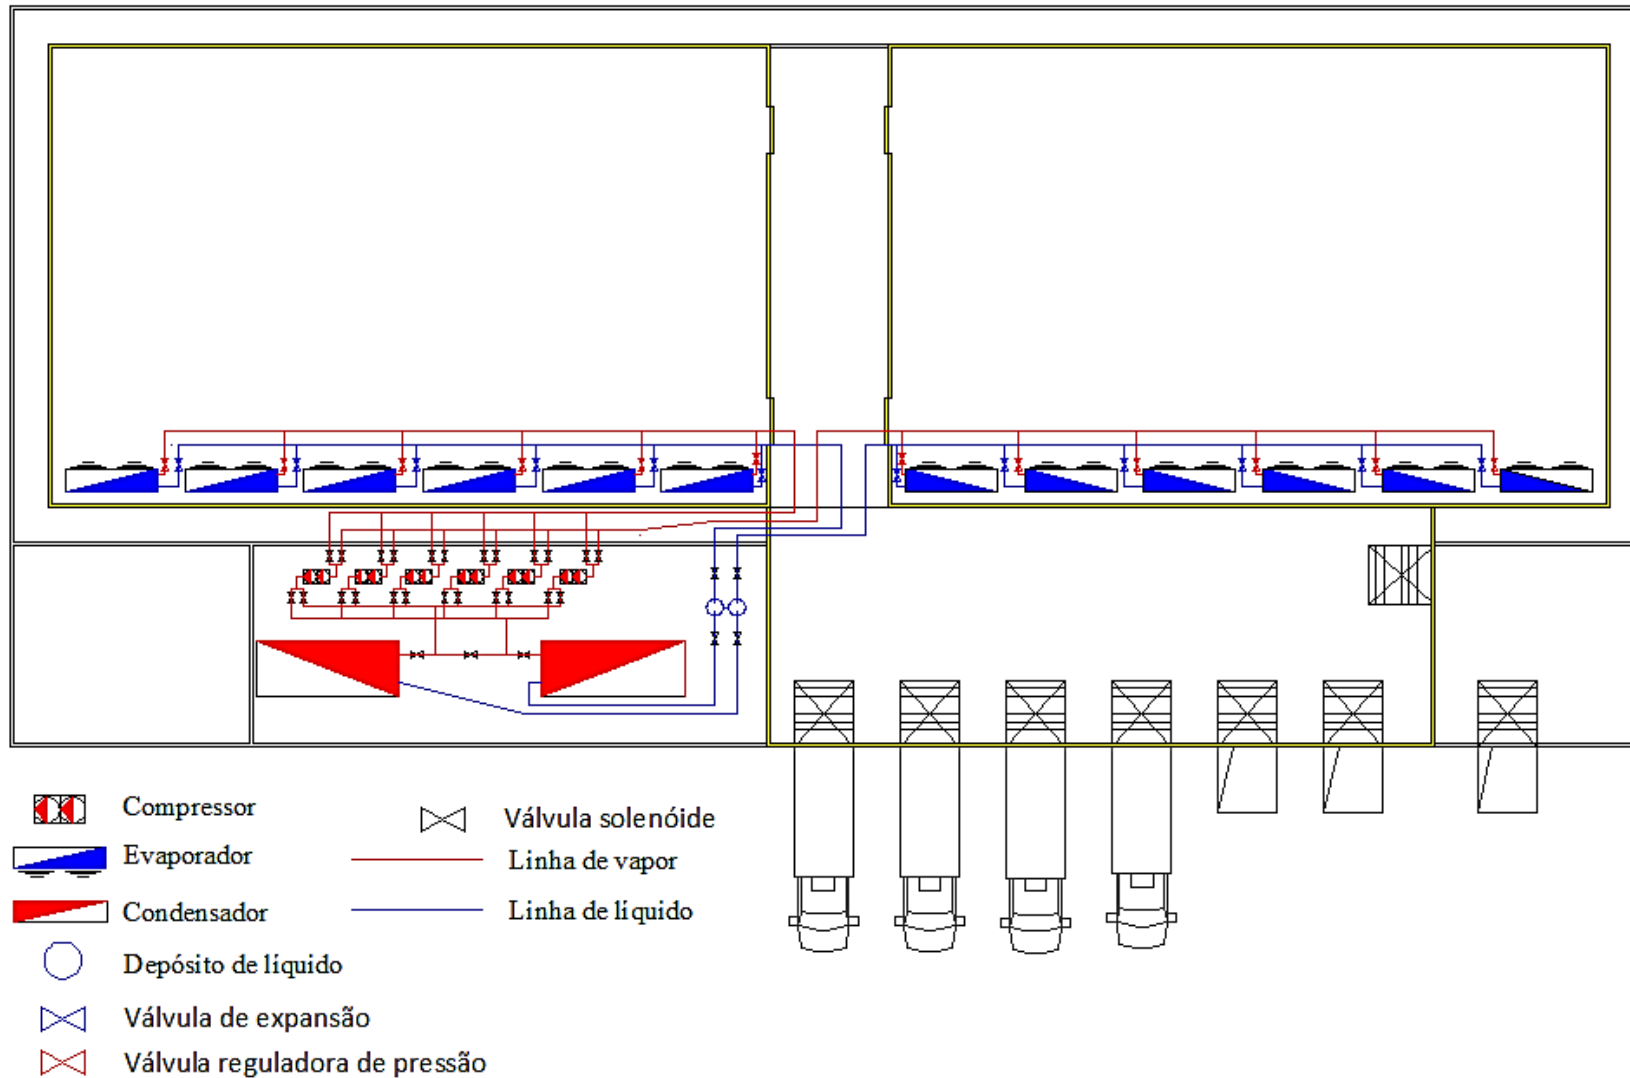 Compressor
Evaporador
Condensador
Depósito de líquido
Válvula de expansão
Válvula reguladora de pressão
Válvula solenóide
Linha de vapor
Linha de líquido